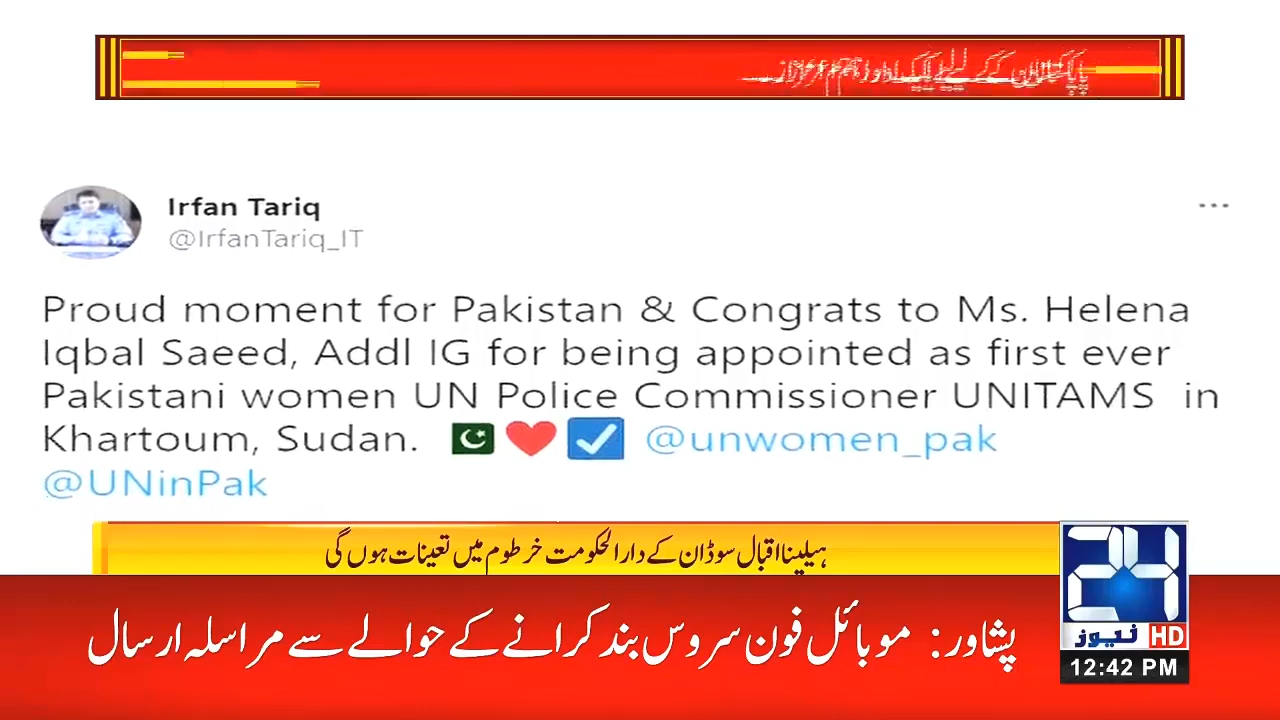 Irfan Tariq
@IrfanTariq_IT
Proud moment for Pakistan & Congrats to Ms. Helena
Iqbal Saeed, Addl IG for being appointed as first ever
Pakistani women UN Police Commissioner UNITAMS in
Khartoum, Sudan. 🇵🇰❤️☑️ @unwomen_pak
@UNinPak
ہیلینا اقبال سوڈان کے دارالحکومت خرطوم میں تعینات ہوں گی
پشاور: موبائل فون سروس بند کرانے کے حوالے سے مراسلہ ارسال
24
نیوز HD
12:42 PM